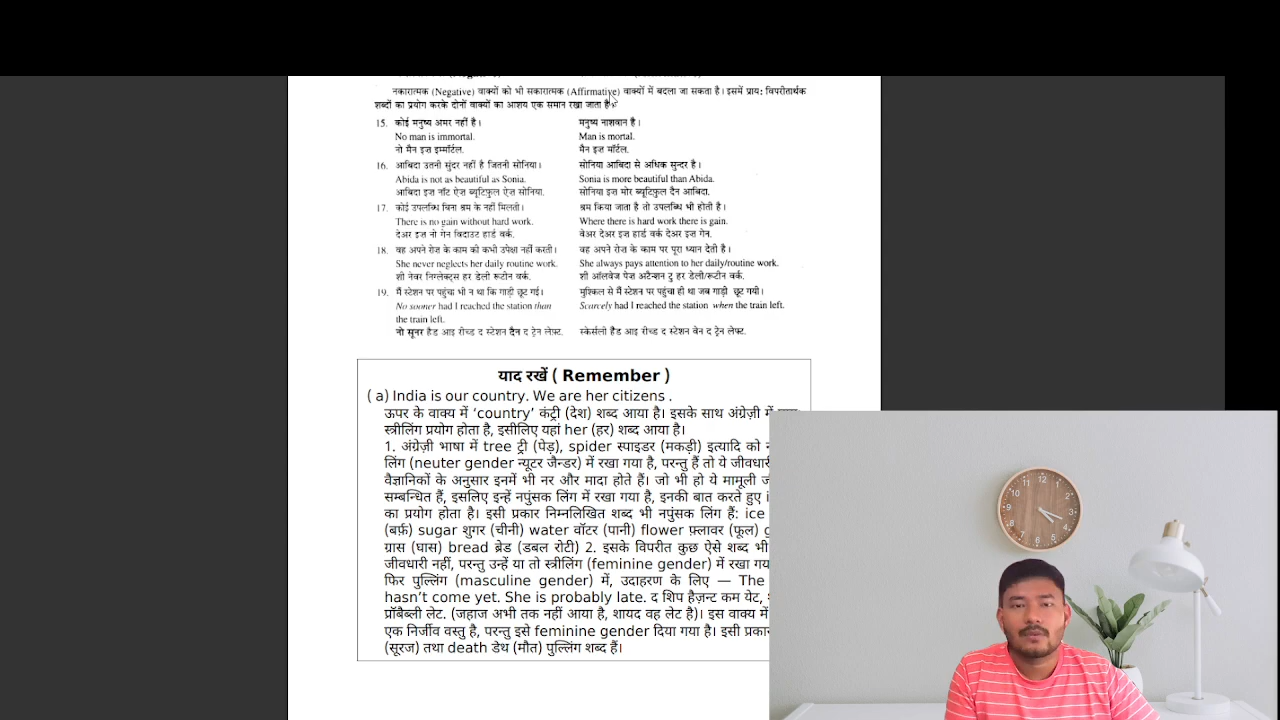 नकारात्मक (Negative) वाक्यों को भी सकारात्मक (Affirmative) वाक्यों में बदला जा सकता है। इसमें प्राय: विपरीतार्थक
शब्दों का प्रयोग करके दोनों वाक्यों का आशय एक समान रखा जाता है।
15. कोई मनुष्य अमर नहीं है। मनुष्य नाशवान है।
No man is immortal. Man is mortal.
नो मैन इज़ इम्मॉर्टल. मैन इज़ मॉर्टल.
16. आबिदा उतनी सुंदर नहीं है जितनी सोनिया। सोनिया आबिदा से अधिक सुन्दर है।
Abida is not as beautiful as Sonia. Sonia is more beautiful than Abida.
आबिदा इज़ नॉट ऐज़ ब्यूटिफ़ुल ऐज़ सोनिया. सोनिया इज़ मोर ब्यूटिफ़ुल दैन आबिदा.
17. कोई उपलब्धि बिना श्रम के नहीं मिलती। श्रम किया जाता है तो उपलब्धि भी होती है।
There is no gain without hard work. Where there is hard work there is gain.
देअर इज़ नो गेन विदाउट हार्ड वर्क. वेअर देअर इज़ हार्ड वर्क देअर इज़ गेन.
18. वह अपने रोज़ के काम की कभी उपेक्षा नहीं करती। वह अपने रोज़ के काम पर पूरा ध्यान देती है।
She never neglects her daily routine work. She always pays attention to her daily/routine work.
शी नेवर निग्लेक्ट्स हर डेली रूटीन वर्क. शी ऑलवेज़ पेज़ अटैन्शन टु हर डेली/रूटीन वर्क.
19. मैं स्टेशन पर पहुंचा भी न था कि गाड़ी छूट गई। मुश्किल से मैं स्टेशन पर पहुंचा ही था जब गाड़ी छूट गयी।
No sooner had I reached the station than Scarcely had I reached the station when the train left.
the train left.
नो सूनर हैड आइ रीच्ड द स्टेशन दैन द ट्रेन लेफ़्ट. स्केर्सली हैड आइ रीच्ड द स्टेशन वेन द ट्रेन लेफ़्ट.
याद रखें ( Remember )
( a) India is our country. We are her citizens .
ऊपर के वाक्य में ‘country’ कंट्री (देश) शब्द आया है। इसके साथ अंग्रेज़ी में
स्त्रीलिंग प्रयोग होता है, इसीलिए यहां her (हर) शब्द आया है।
1. अंग्रेज़ी भाषा में tree ट्री (पेड़), spider स्पाइडर (मकड़ी) इत्यादि को
लिंग (neuter gender न्यूटर जैन्डर) में रखा गया है, परन्तु हैं तो ये जीवधारी
वैज्ञानिकों के अनुसार इनमें भी नर और मादा होते हैं। जो भी हो ये मामूली
सम्बन्धित हैं, इसलिए इन्हें नपुंसक लिंग में रखा गया है, इनकी बात करते हुए
का प्रयोग होता है। इसी प्रकार निम्नलिखित शब्द भी नपुंसक लिंग हैं: ice
(बर्फ़) sugar शुगर (चीनी) water वॉटर (पानी) flower फ़्लावर (फूल)
ग्रास (घास) bread ब्रेड (डबल रोटी) 2. इसके विपरीत कुछ ऐसे शब्द भी
जीवधारी नहीं, परन्तु उन्हें या तो स्त्रीलिंग (feminine gender) में रखा
फिर पुल्लिंग (masculine gender) में, उदाहरण के लिए — The
hasn’t come yet. She is probably late. द शिप हैज़न्ट कम येट,
प्रॉबैब्ली लेट. (जहाज अभी तक नहीं आया है, शायद वह लेट है)। इस वाक्य में
एक निर्जीव वस्तु है, परन्तु इसे feminine gender दिया गया है। इसी प्रकार
(सूरज) तथा death डेथ (मौत) पुल्लिंग शब्द हैं।